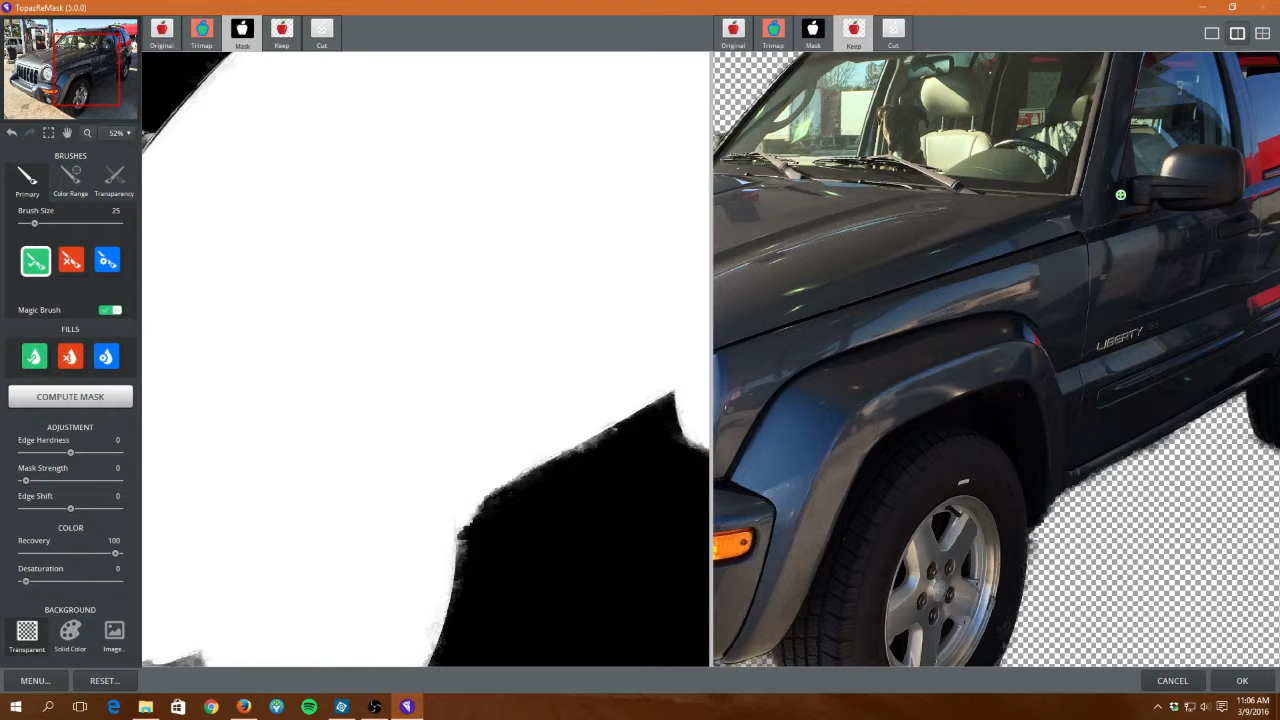 TopazReMask (5.0.0)
Original Trimap Mask Keep Cut
Original Trimap Mask Keep Cut
52%
BRUSHES
Primary Color Range Transparency
Brush Size 25
Magic Brush
FILLS
COMPUTE MASK
ADJUSTMENT
Edge Hardness 0
Mask Strength 0
Edge Shift 0
COLOR
Recovery 100
Desaturation 0
BACKGROUND
Transparent Solid Color Image...
LIBERTY
MENU... RESET... CANCEL OK
11:06 AM
3/9/2016